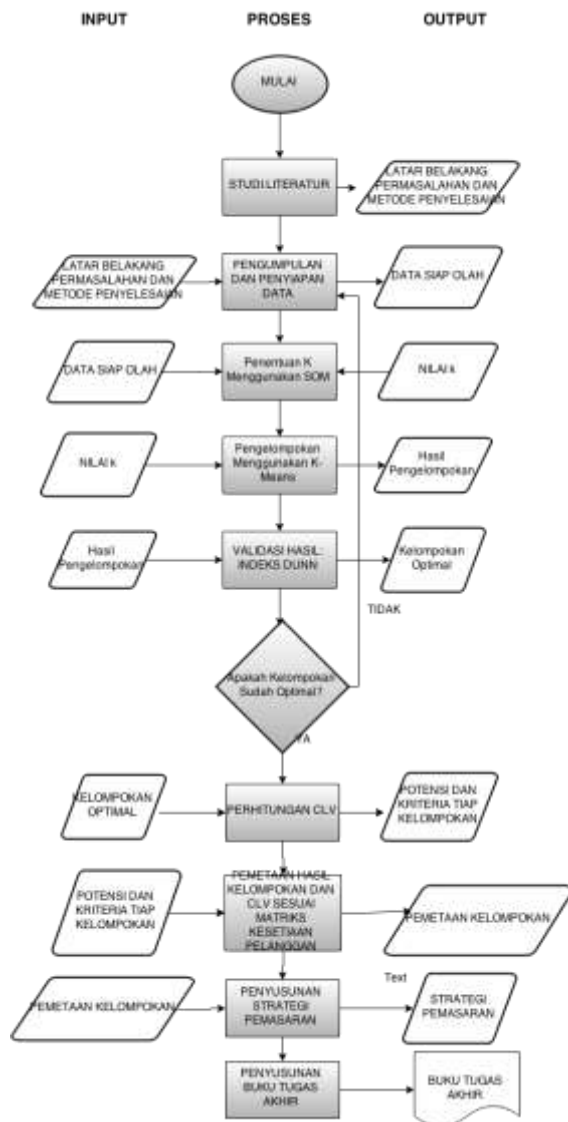 INPUT PROSES OUTPUT
MULAI
STUDI LITERATUR
LATAR BELAKANG
PERMASALAHAN DAN
METODE PENYELESAIAN
LATAR BELAKANG
PERMASALAHAN DAN
METODE PENYELESAIAN
PENGUMPULAN
DAN PENYIAPAN
DATA
DATA SIAP OLAH
DATA SIAP OLAH
Penentuan K
Menggunakan SOM
NILAI k
NILAI k
Pengelompokan
Menggunakan K-
Means
Hasil
Pengelompokan
Hasil
Pengelompokan
VALIDASI HASIL:
INDEKS DUNN
Kelompokan
Optimal
TIDAK
Apakah Kelompokan
Sudah Optimal?
YA
KELOMPOKAN
OPTIMAL
PERHITUNGAN CLV
POTENSI DAN
KRITERIA TIAP
KELOMPOKAN
POTENSI DAN
KRITERIA TIAP
KELOMPOKAN
PEMETAAN HASIL
KELOMPOKAN DAN
CLV SESUAI
MATRIKS
KESETIAAN
PELANGGAN
PEMETAAN KELOMPOKAN
PEMETAAN KELOMPOKAN
PENYUSUNAN
STRATEGI
PEMASARAN
Text
STRATEGI
PEMASARAN
PENYUSUNAN
BUKU TUGAS
AKHIR
BUKU TUGAS
AKHIR